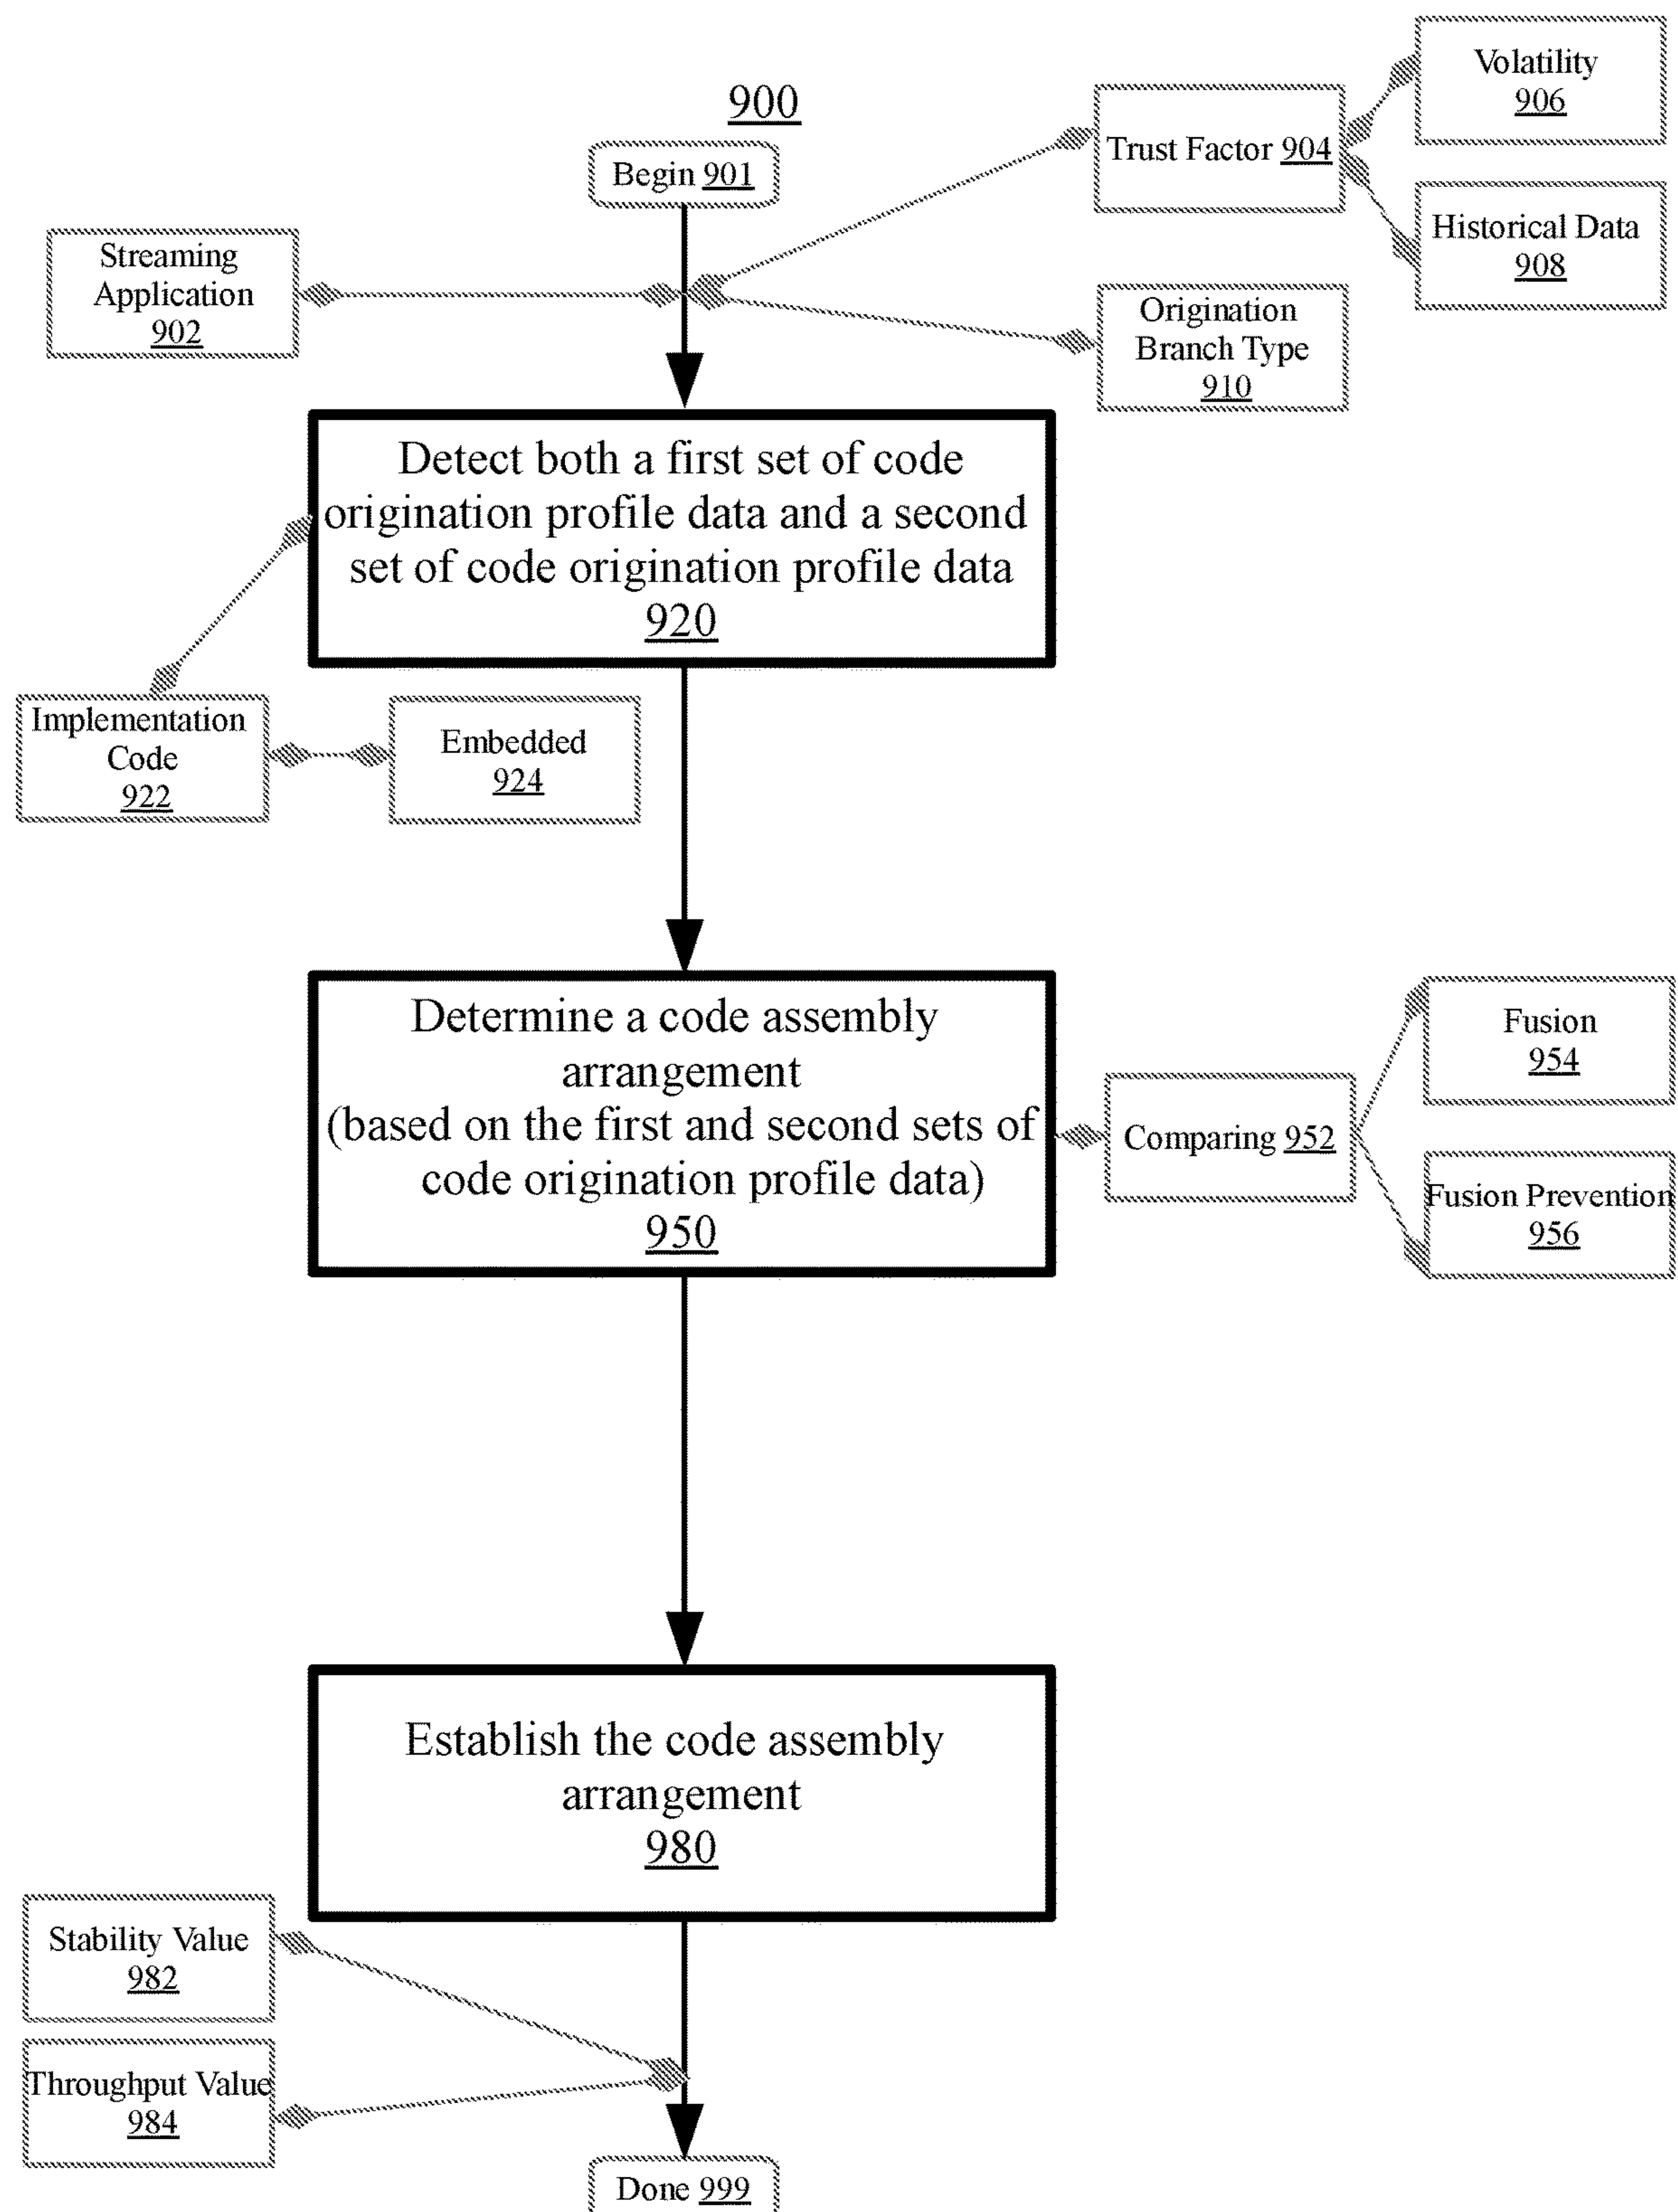 900
Begin 901
Streaming
Application
902
Trust Factor 904
Volatility
906
Historical Data
908
Origination
Branch Type
910
Detect both a first set of code
origination profile data and a second
set of code origination profile data
920
Implementation
Code
922
Embedded
924
Determine a code assembly
arrangement
(based on the first and second sets of
code origination profile data)
950
Comparing 952
Fusion
954
Fusion Prevention
956
Establish the code assembly
arrangement
980
Stability Value
982
Throughput Value
984
Done 999